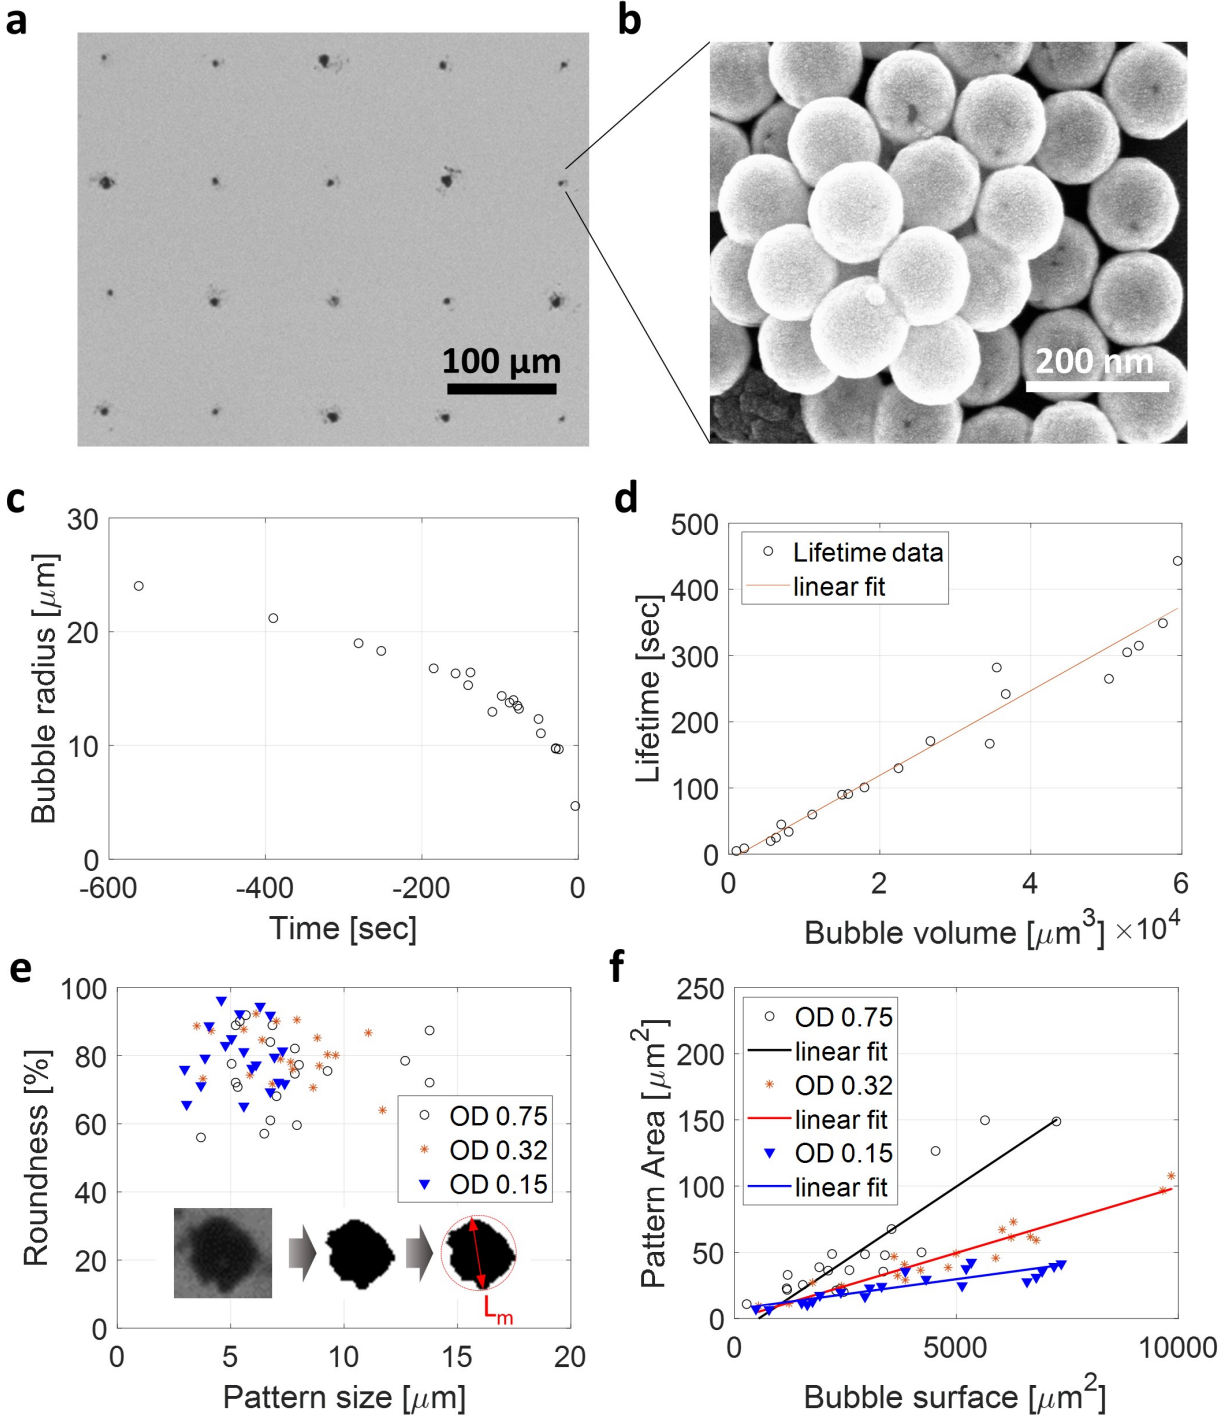 a
b
100 μm
200 nm
c
30
20
10
0
Bubble radius [μm]
-600
-400
-200
0
Time [sec]
d
500
400
300
200
100
0
Lifetime [sec]
Lifetime data
linear fit
0
2
4
6
Bubble volume [μm³] ×10⁴
e
100
80
60
40
20
0
Roundness [%]
OD 0.75
OD 0.32
OD 0.15
Lm
0
5
10
15
20
Pattern size [μm]
f
250
200
150
100
50
0
Pattern Area [μm²]
OD 0.75
linear fit
OD 0.32
linear fit
OD 0.15
linear fit
0
5000
10000
Bubble surface [μm²]